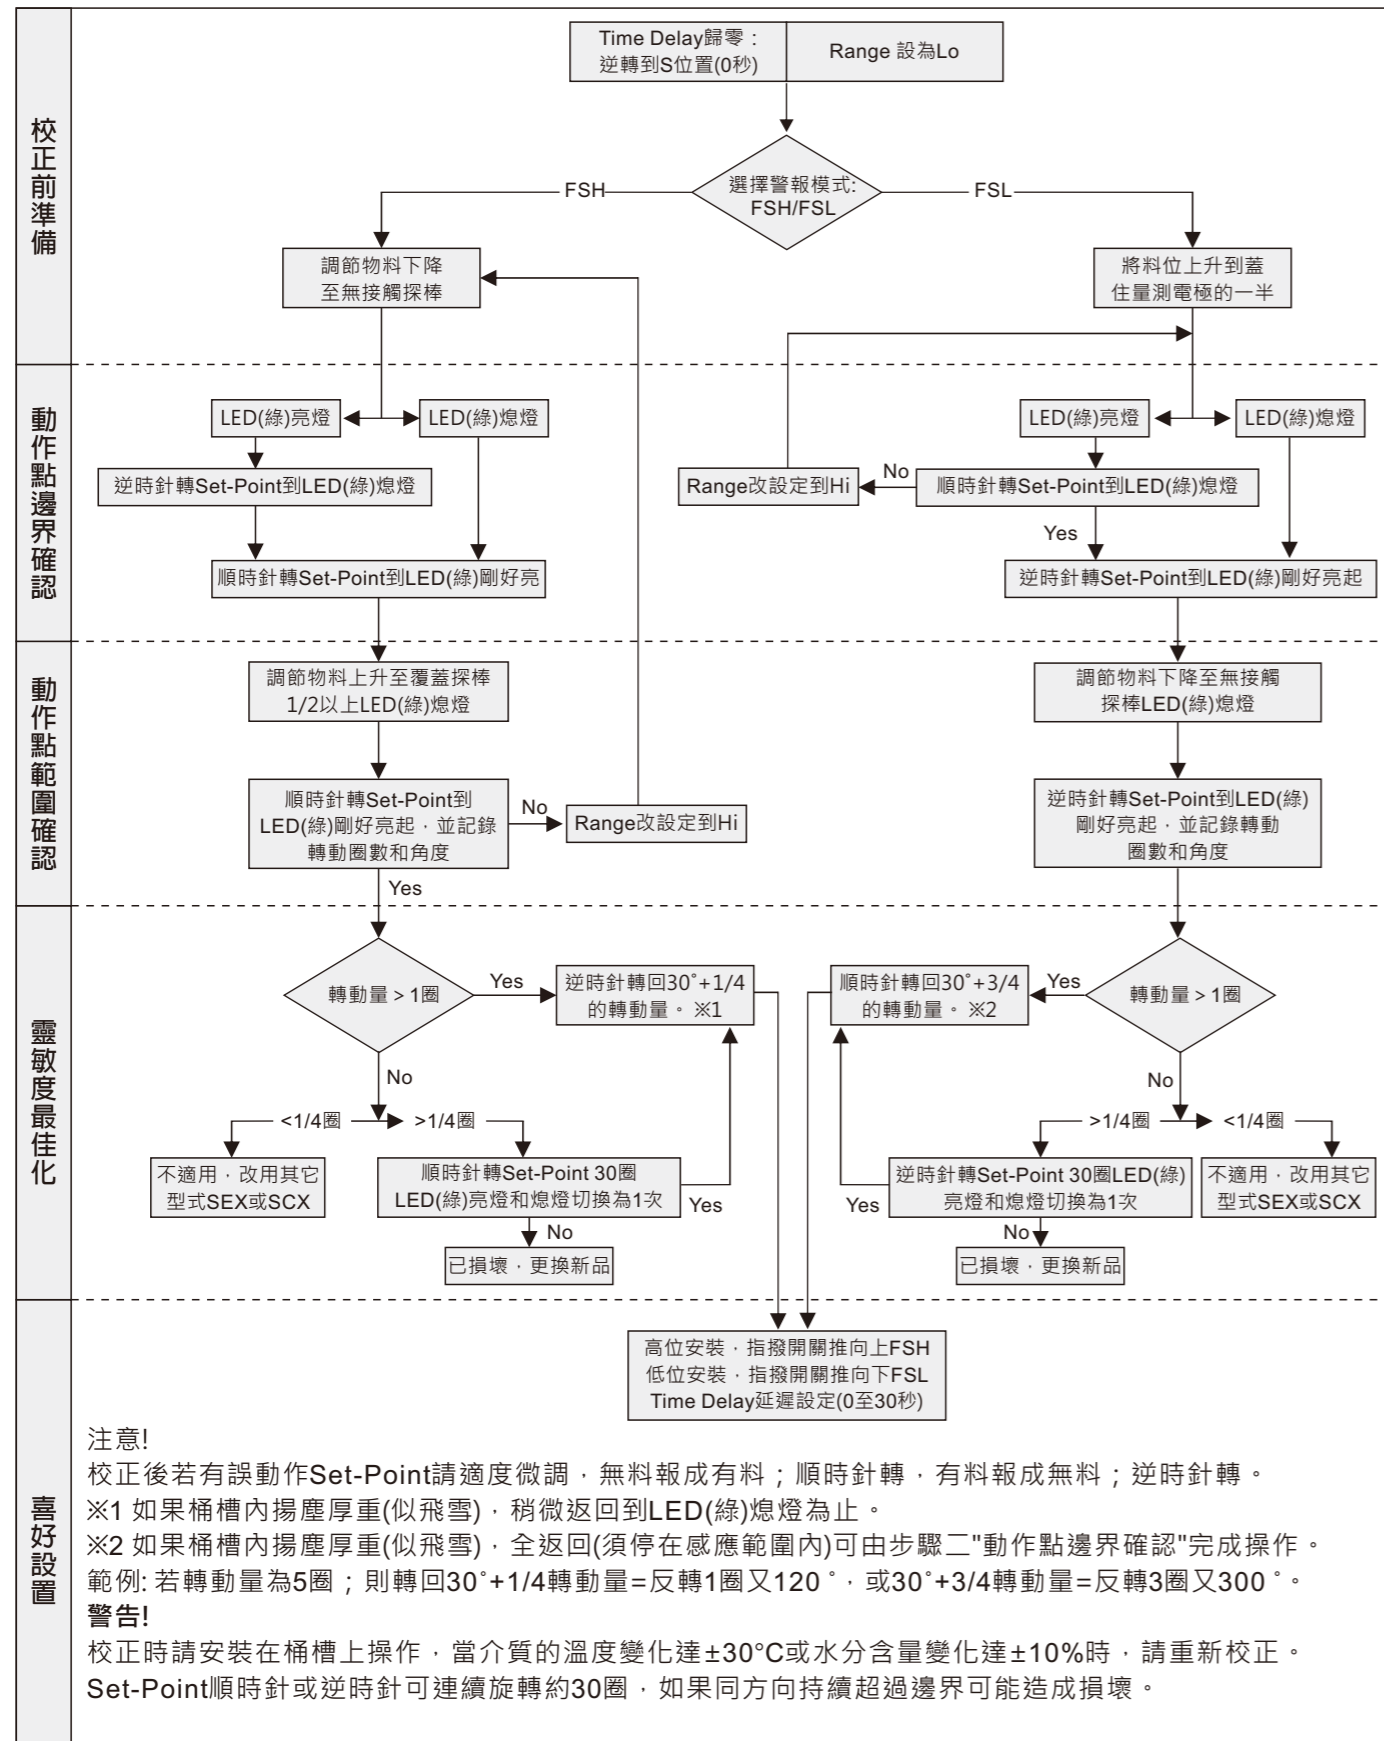 校正前準備
Time Delay歸零：
逆轉到S位置(0秒)
Range 設為Lo
選擇警報模式:
FSH/FSL
FSH
FSL
調節物料下降
至無接觸探棒
將料位上升到蓋
住量測電極的一半
動作點邊界確認
LED(綠)亮燈
LED(綠)熄燈
逆時針轉Set-Point到LED(綠)熄燈
順時針轉Set-Point到LED(綠)剛好亮
LED(綠)亮燈
LED(綠)熄燈
Range改設定到Hi
No
順時針轉Set-Point到LED(綠)熄燈
Yes
逆時針轉Set-Point到LED(綠)剛好亮起
動作點範圍確認
調節物料上升至覆蓋探棒
1/2以上LED(綠)熄燈
順時針轉Set-Point到
LED(綠)剛好亮起，並記錄
轉動圈數和角度
No
Range改設定到Hi
Yes
調節物料下降至無接觸
探棒LED(綠)熄燈
逆時針轉Set-Point到LED(綠)
剛好亮起，並記錄轉動
圈數和角度
靈敏度最佳化
轉動量 > 1圈
Yes
逆時針轉回30°+1/4
的轉動量。 ※1
No
<1/4圈
>1/4圈
不適用，改用其它
型式SEX或SCX
順時針轉Set-Point 30圈
LED(綠)亮燈和熄燈切換為1次
Yes
No
已損壞，更換新品
順時針轉回30°+3/4
的轉動量。 ※2
Yes
轉動量 > 1圈
No
>1/4圈
<1/4圈
逆時針轉Set-Point 30圈LED(綠)
亮燈和熄燈切換為1次
Yes
不適用，改用其它
型式SEX或SCX
No
已損壞，更換新品
喜好設置
高位安裝，指撥開關推向上FSH
低位安裝，指撥開關推向下FSL
Time Delay延遲設定(0至30秒)
注意!
校正後若有誤動作Set-Point請適度微調，無料報成有料；順時針轉，有料報成無料；逆時針轉。
※1 如果桶槽內揚塵厚重(似飛雪)，稍微返回到LED(綠)熄燈為止。
※2 如果桶槽內揚塵厚重(似飛雪)，全返回(須停在感應範圍內)可由步驟二"動作點邊界確認"完成操作。
範例: 若轉動量為5圈；則轉回30°+1/4轉動量=反轉1圈又120 °，或30°+3/4轉動量=反轉3圈又300 °。
警告!
校正時請安裝在桶槽上操作，當介質的溫度變化達±30°C或水分含量變化達±10%時，請重新校正。
Set-Point順時針或逆時針可連續旋轉約30圈，如果同方向持續超過邊界可能造成損壞。